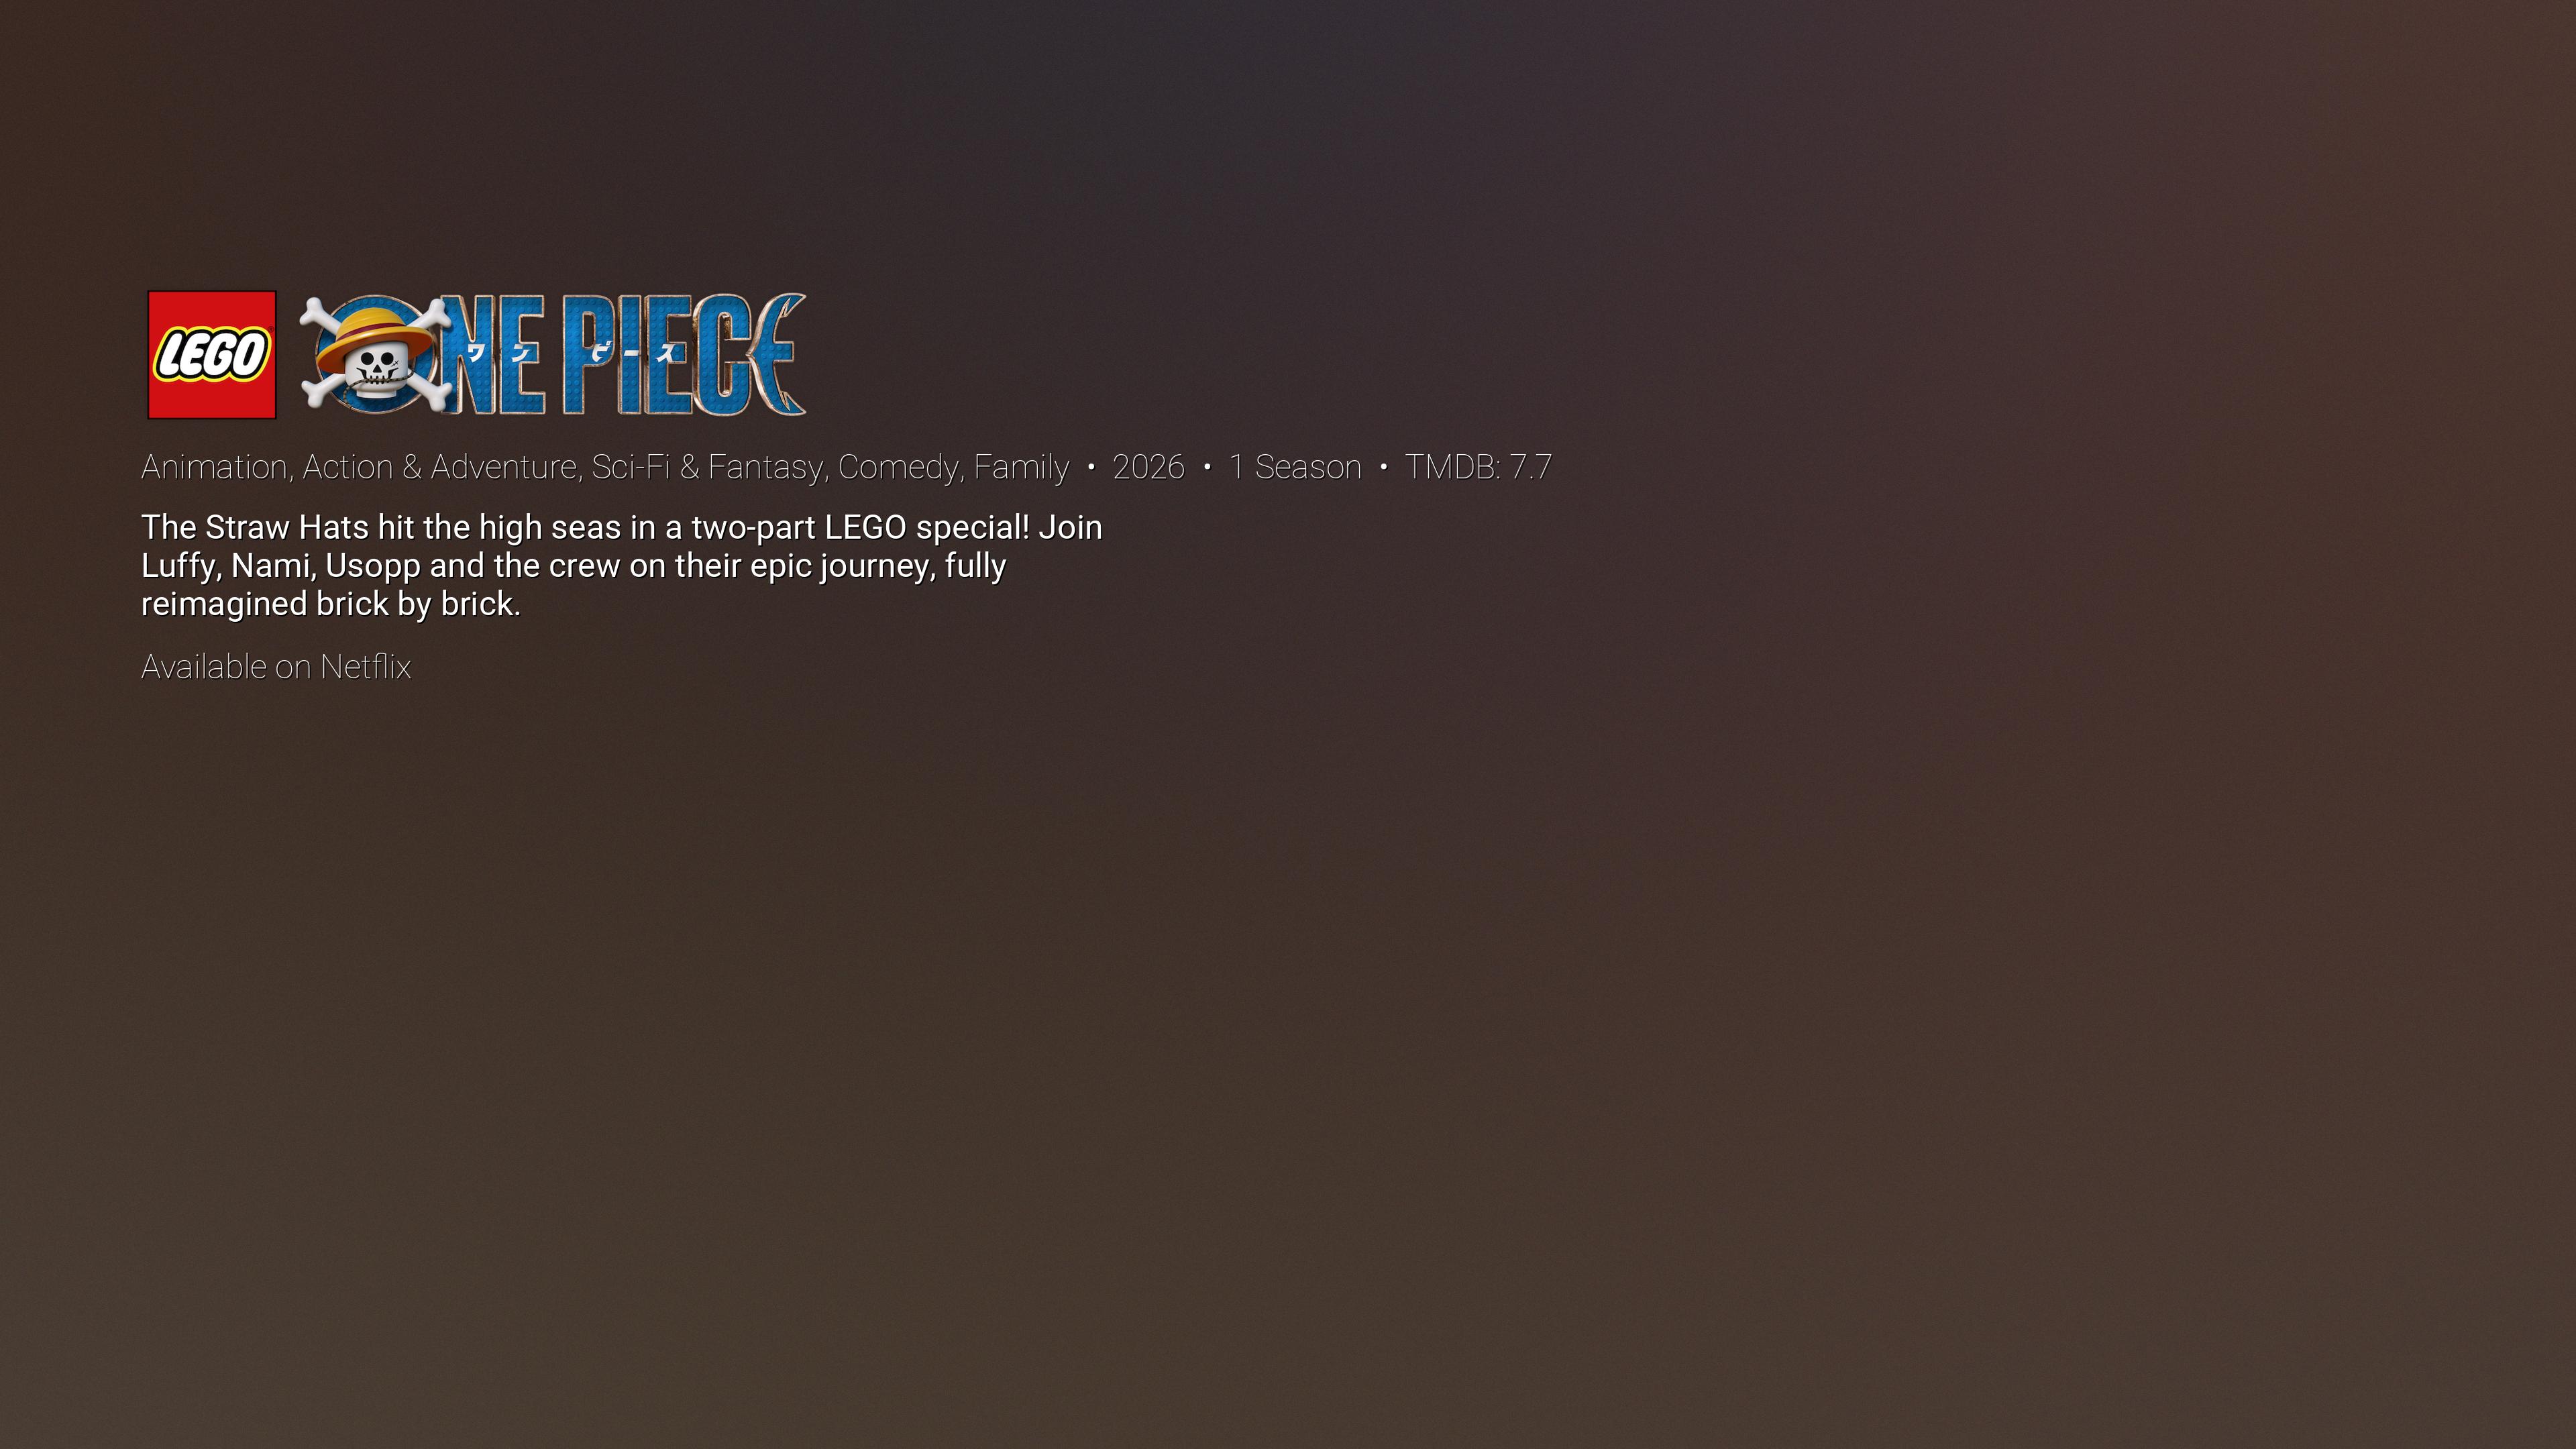 LEGO ONE PIECE
ワンピース
Animation, Action & Adventure, Sci-Fi & Fantasy, Comedy, Family • 2026 • 1 Season • TMDB: 7.7
The Straw Hats hit the high seas in a two-part LEGO special! Join
Luffy, Nami, Usopp and the crew on their epic journey, fully
reimagined brick by brick.
Available on Netflix